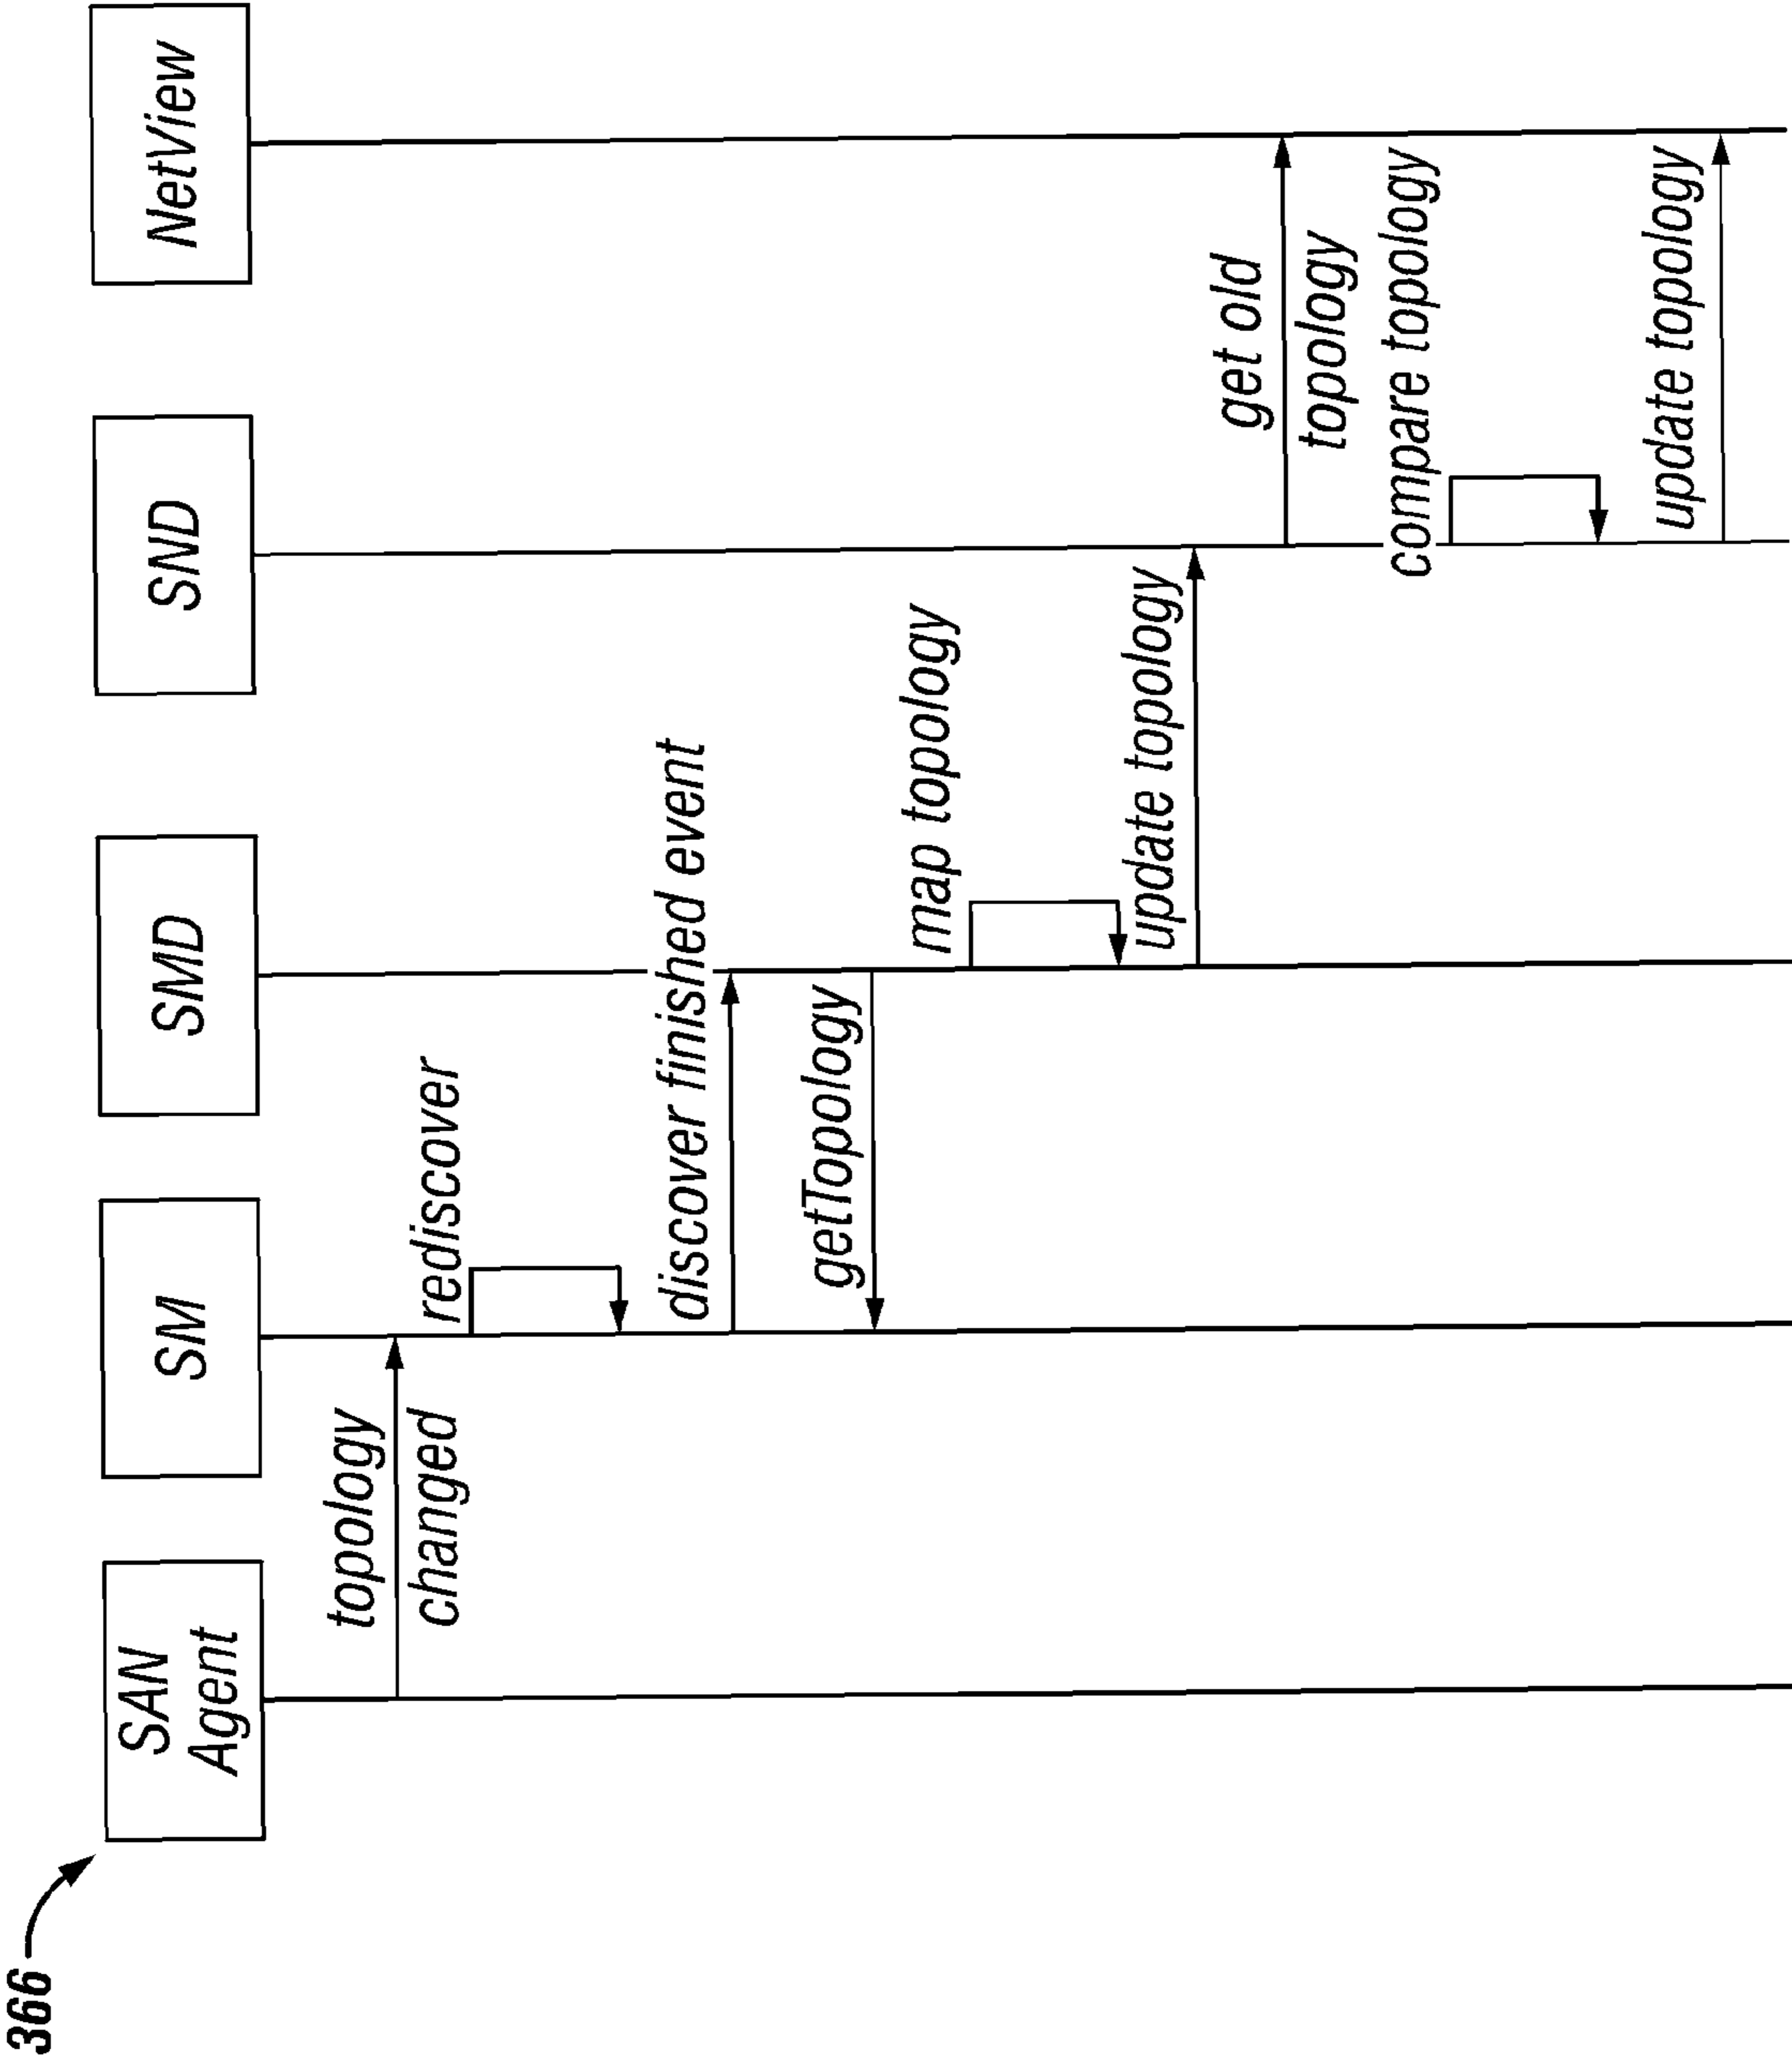 366
SAN
Agent
SM
SMD
SND
NetView
topology
changed
rediscover
discover finished event
getTopology
map topology
update topology
get old
topology
compare topology
update topology